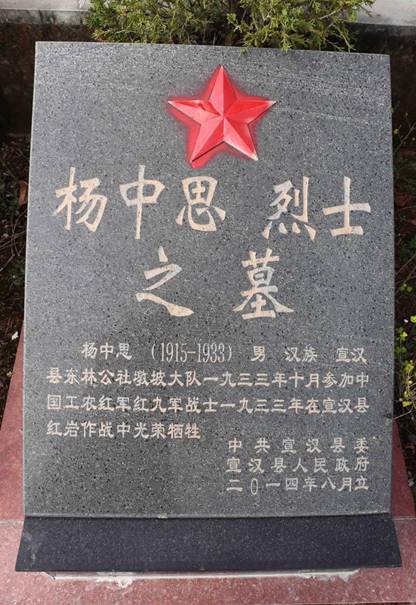 杨中思 烈士
之墓
杨中思 (1915-1933) 男 汉族 宣汉
县东林公社墩坡大队一九三三年十月参加中
国工农红军红九军战士一九三三年在宣汉县
红岩作战中光荣牺牲
中共宣汉县委
宣汉县人民政府
二〇一四年八月立